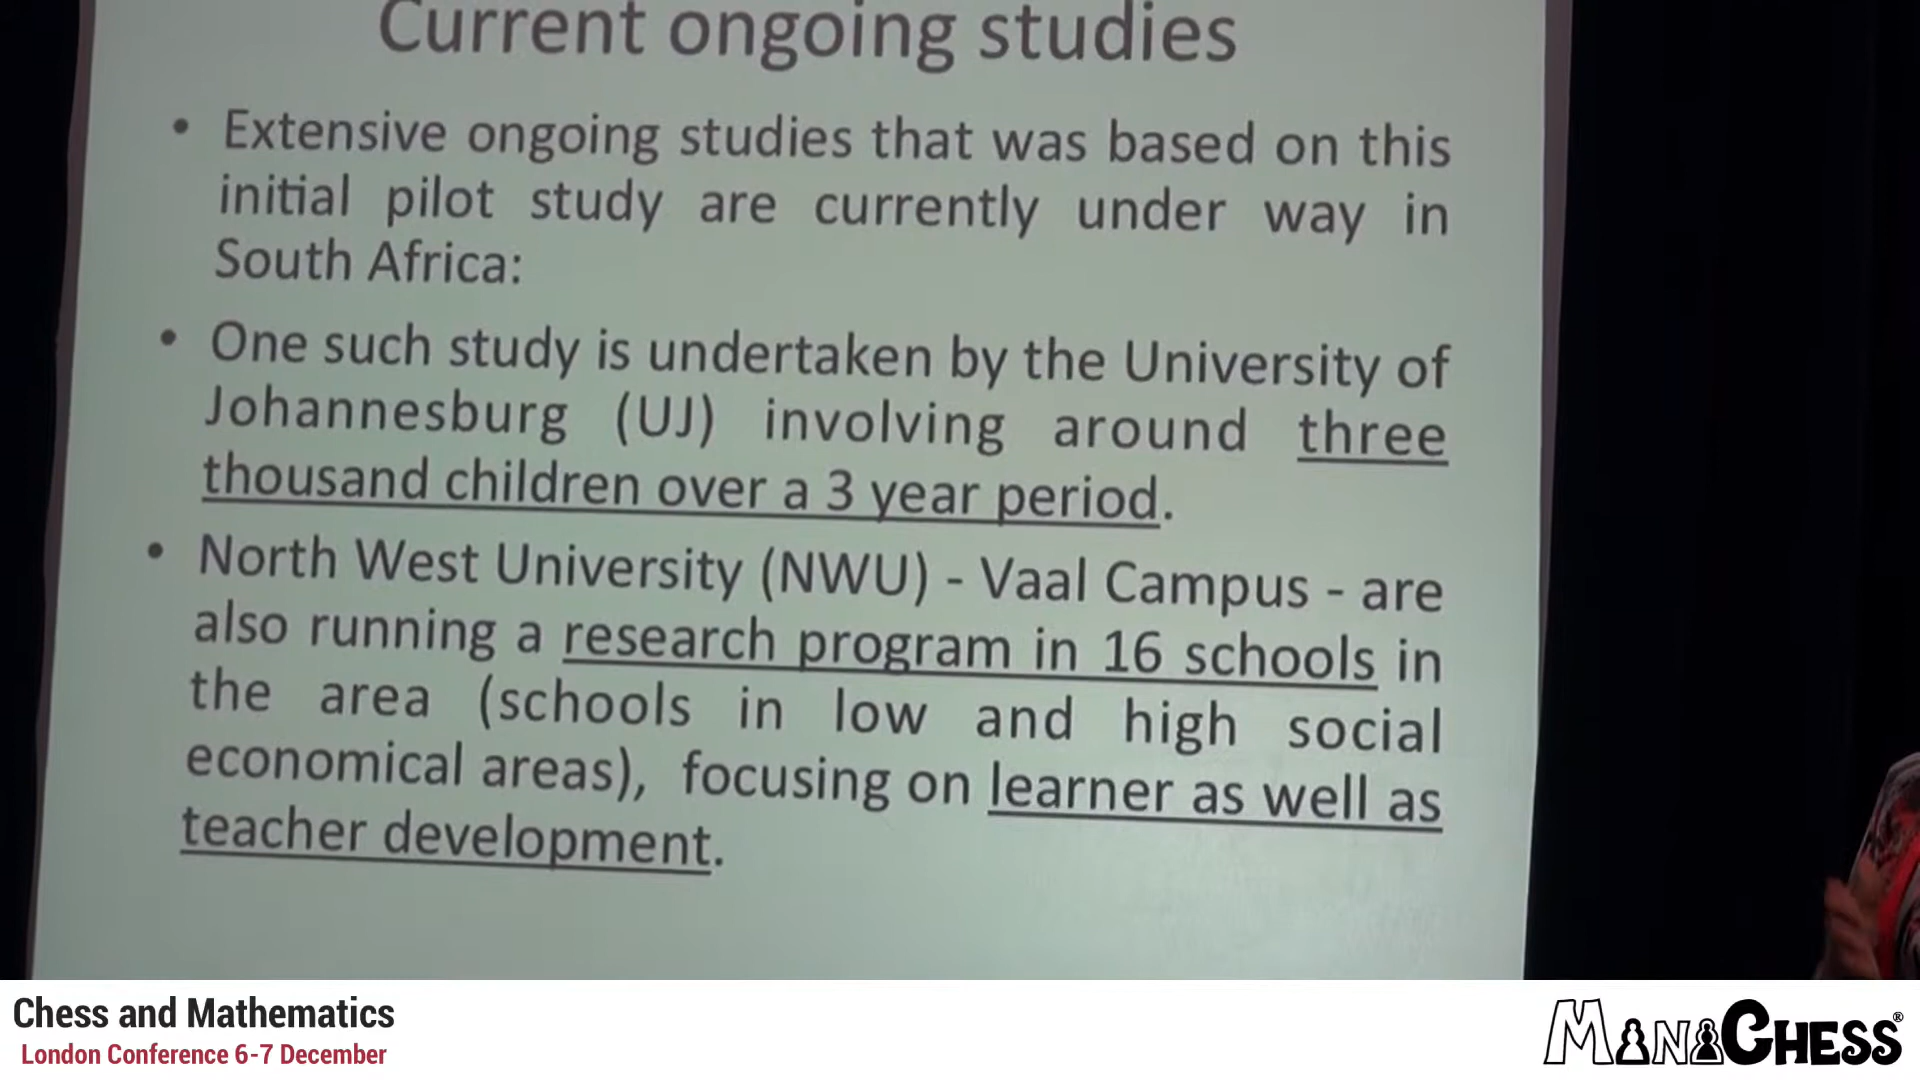 Current ongoing studies
• Extensive ongoing studies that was based on this
initial pilot study are currently under way in
South Africa:
• One such study is undertaken by the University of
Johannesburg (UJ) involving around three
thousand children over a 3 year period.
• North West University (NWU) - Vaal Campus - are
also running a research program in 16 schools in
the area (schools in low and high social
economical areas), focusing on learner as well as
teacher development.
Chess and Mathematics
London Conference 6-7 December
MANACHESS®